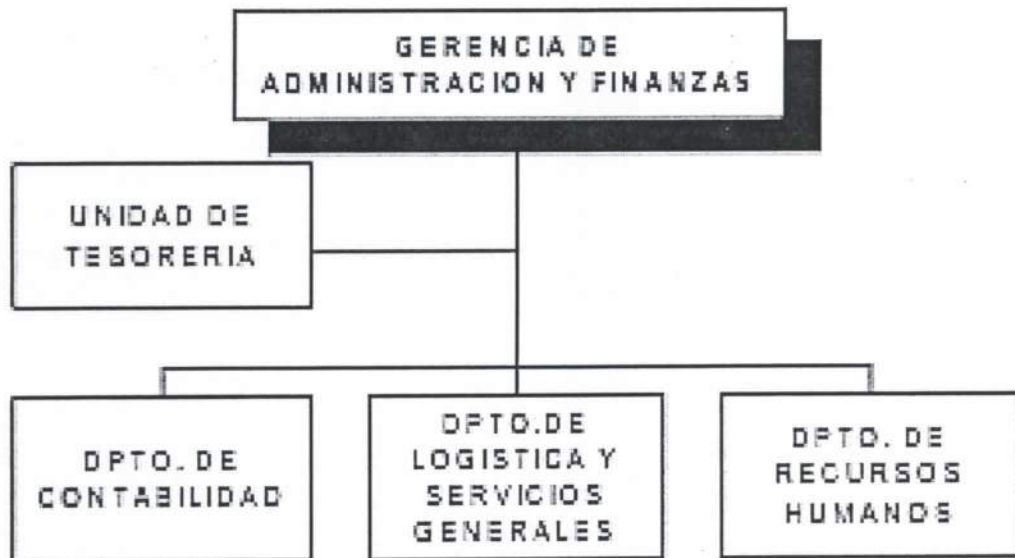 GERENCIA DE
ADMINISTRACION Y FINANZAS
UNIDAD DE
TESORERIA
DPTO. DE
CONTABILIDAD
DPTO.DE
LOGISTICA Y
SERVICIOS
GENERALES
DPTO. DE
RECURSOS
HUMANOS